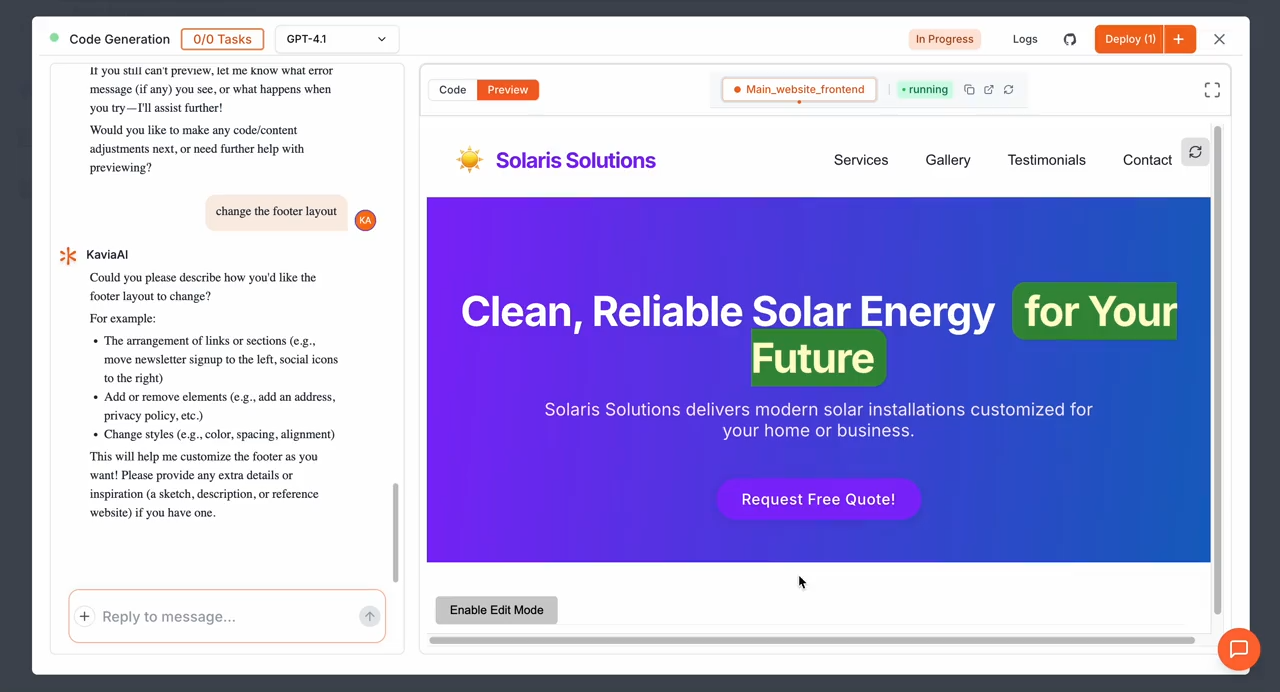 Code Generation
0/0 Tasks
GPT-4.1
In Progress
Logs
Deploy (1)
+
If you still can't preview, let me know what error
message (if any) you see, or what happens when
you try—I'll assist further!
Would you like to make any code/content
adjustments next, or need further help with
previewing?
change the footer layout
KA
KaviaAI
Could you please describe how you'd like the
footer layout to change?
For example:
• The arrangement of links or sections (e.g.,
move newsletter signup to the left, social icons
to the right)
• Add or remove elements (e.g., add an address,
privacy policy, etc.)
• Change styles (e.g., color, spacing, alignment)
This will help me customize the footer as you
want! Please provide any extra details or
inspiration (a sketch, description, or reference
website) if you have one.
Reply to message...
Code
Preview
Main_website_frontend
running
Solaris Solutions
Services
Gallery
Testimonials
Contact
Clean, Reliable Solar Energy for Your
Future
Solaris Solutions delivers modern solar installations customized for
your home or business.
Request Free Quote!
Enable Edit Mode